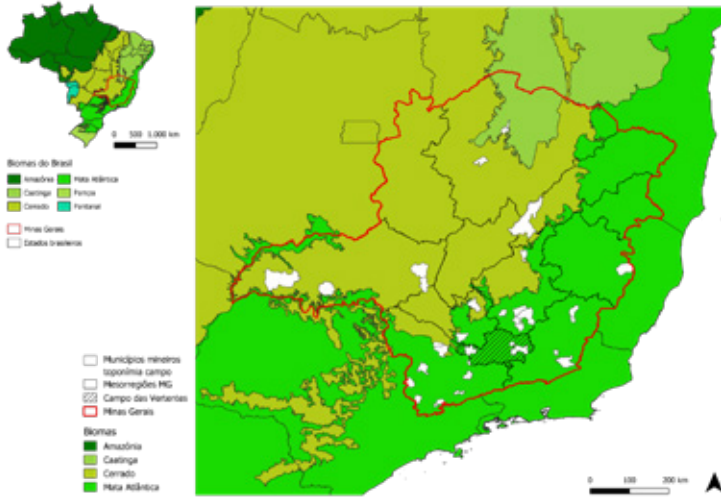 0 500 1.000 km
Biomas do Brasil
Amazônia
Mata Atlântica
Caatinga
Pampa
Cerrado
Pantanal
Minas Gerais
Estados brasileiros
Municípios mineiros
toponímia campo
Mesorregiões MG
Campo das Vertentes
Minas Gerais
Biomas
Amazônia
Caatinga
Cerrado
Mata Atlântica
0 100 200 km